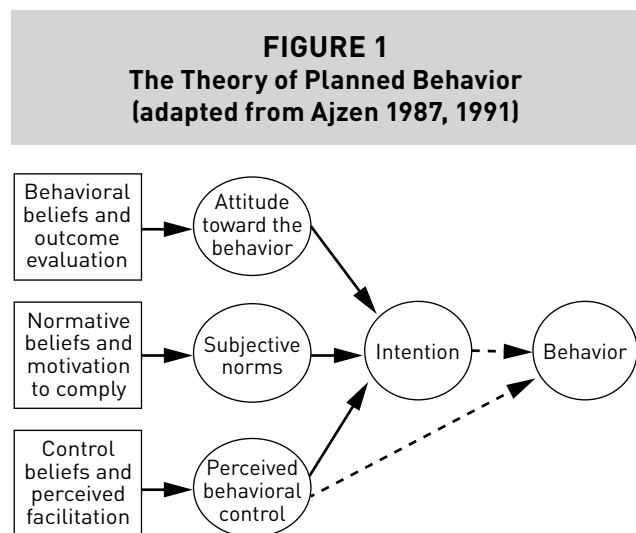 FIGURE 1
The Theory of Planned Behavior
(adapted from Ajzen 1987, 1991)
Behavioral
beliefs and
outcome
evaluation
Attitude
toward the
behavior
Normative
beliefs and
motivation
to comply
Subjective
norms
Intention
Behavior
Control
beliefs and
perceived
facilitation
Perceived
behavioral
control